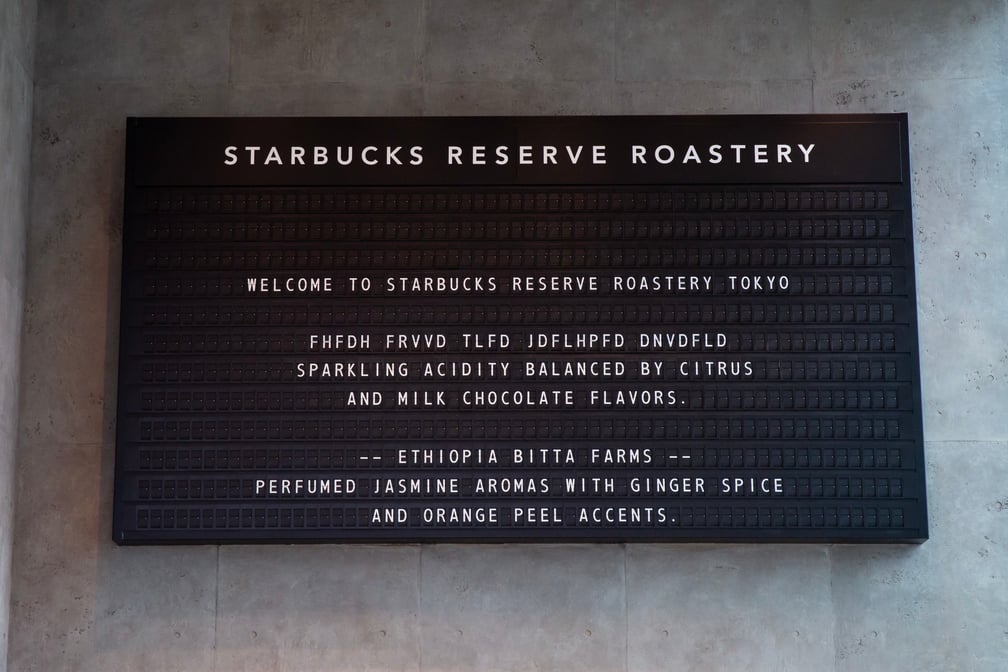 STARBUCKS RESERVE ROASTERY
WELCOME TO STARBUCKS RESERVE ROASTERY TOKYO
FHFDH FRVVD TLFD JDFLHPFD DNVDFLD
SPARKLING ACIDITY BALANCED BY CITRUS
AND MILK CHOCOLATE FLAVORS.
-- ETHIOPIA BITTA FARMS --
PERFUMED JASMINE AROMAS WITH GINGER SPICE
AND ORANGE PEEL ACCENTS.